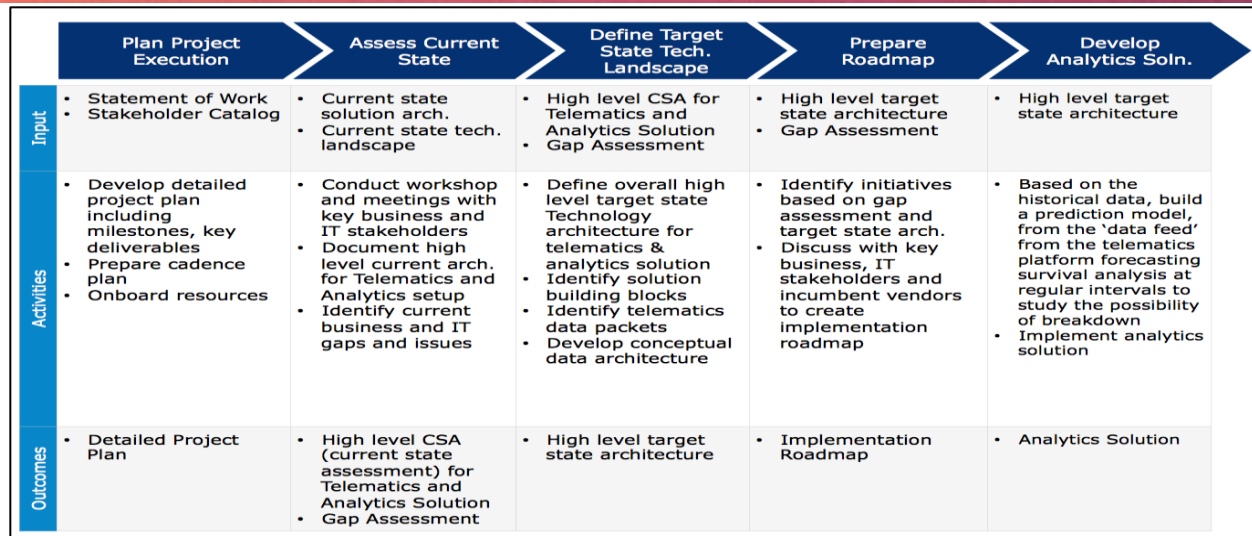 Plan Project
Execution
Assess Current
State
Define Target
State Tech.
Landscape
Prepare
Roadmap
Develop
Analytics Soln.
Input
• Statement of Work
• Stakeholder Catalog
• Current state
solution arch.
• Current state tech.
landscape
• High level CSA for
Telematics and
Analytics Solution
• Gap Assessment
• High level target
state architecture
• Gap Assessment
• High level target
state architecture
Activities
• Develop detailed
project plan
including
milestones, key
deliverables
• Prepare cadence
plan
• Onboard resources
• Conduct workshop
and meetings with
key business and
IT stakeholders
• Document high
level current arch.
for Telematics and
Analytics setup
• Identify current
business and IT
gaps and issues
• Define overall high
level target state
Technology
architecture for
telematics &
analytics solution
• Identify solution
building blocks
• Identify telematics
data packets
• Develop conceptual
data architecture
• Identify initiatives
based on gap
assessment and
target state arch.
• Discuss with key
business, IT
stakeholders and
incumbent vendors
to create
implementation
roadmap
• Based on the
historical data, build
a prediction model,
from the ‘data feed’
from the telematics
platform forecasting
survival analysis at
regular intervals to
study the possibility
of breakdown
• Implement analytics
solution
Outcomes
• Detailed Project
Plan
• High level CSA
(current state
assessment) for
Telematics and
Analytics Solution
• Gap Assessment
• High level target
state architecture
• Implementation
Roadmap
• Analytics Solution